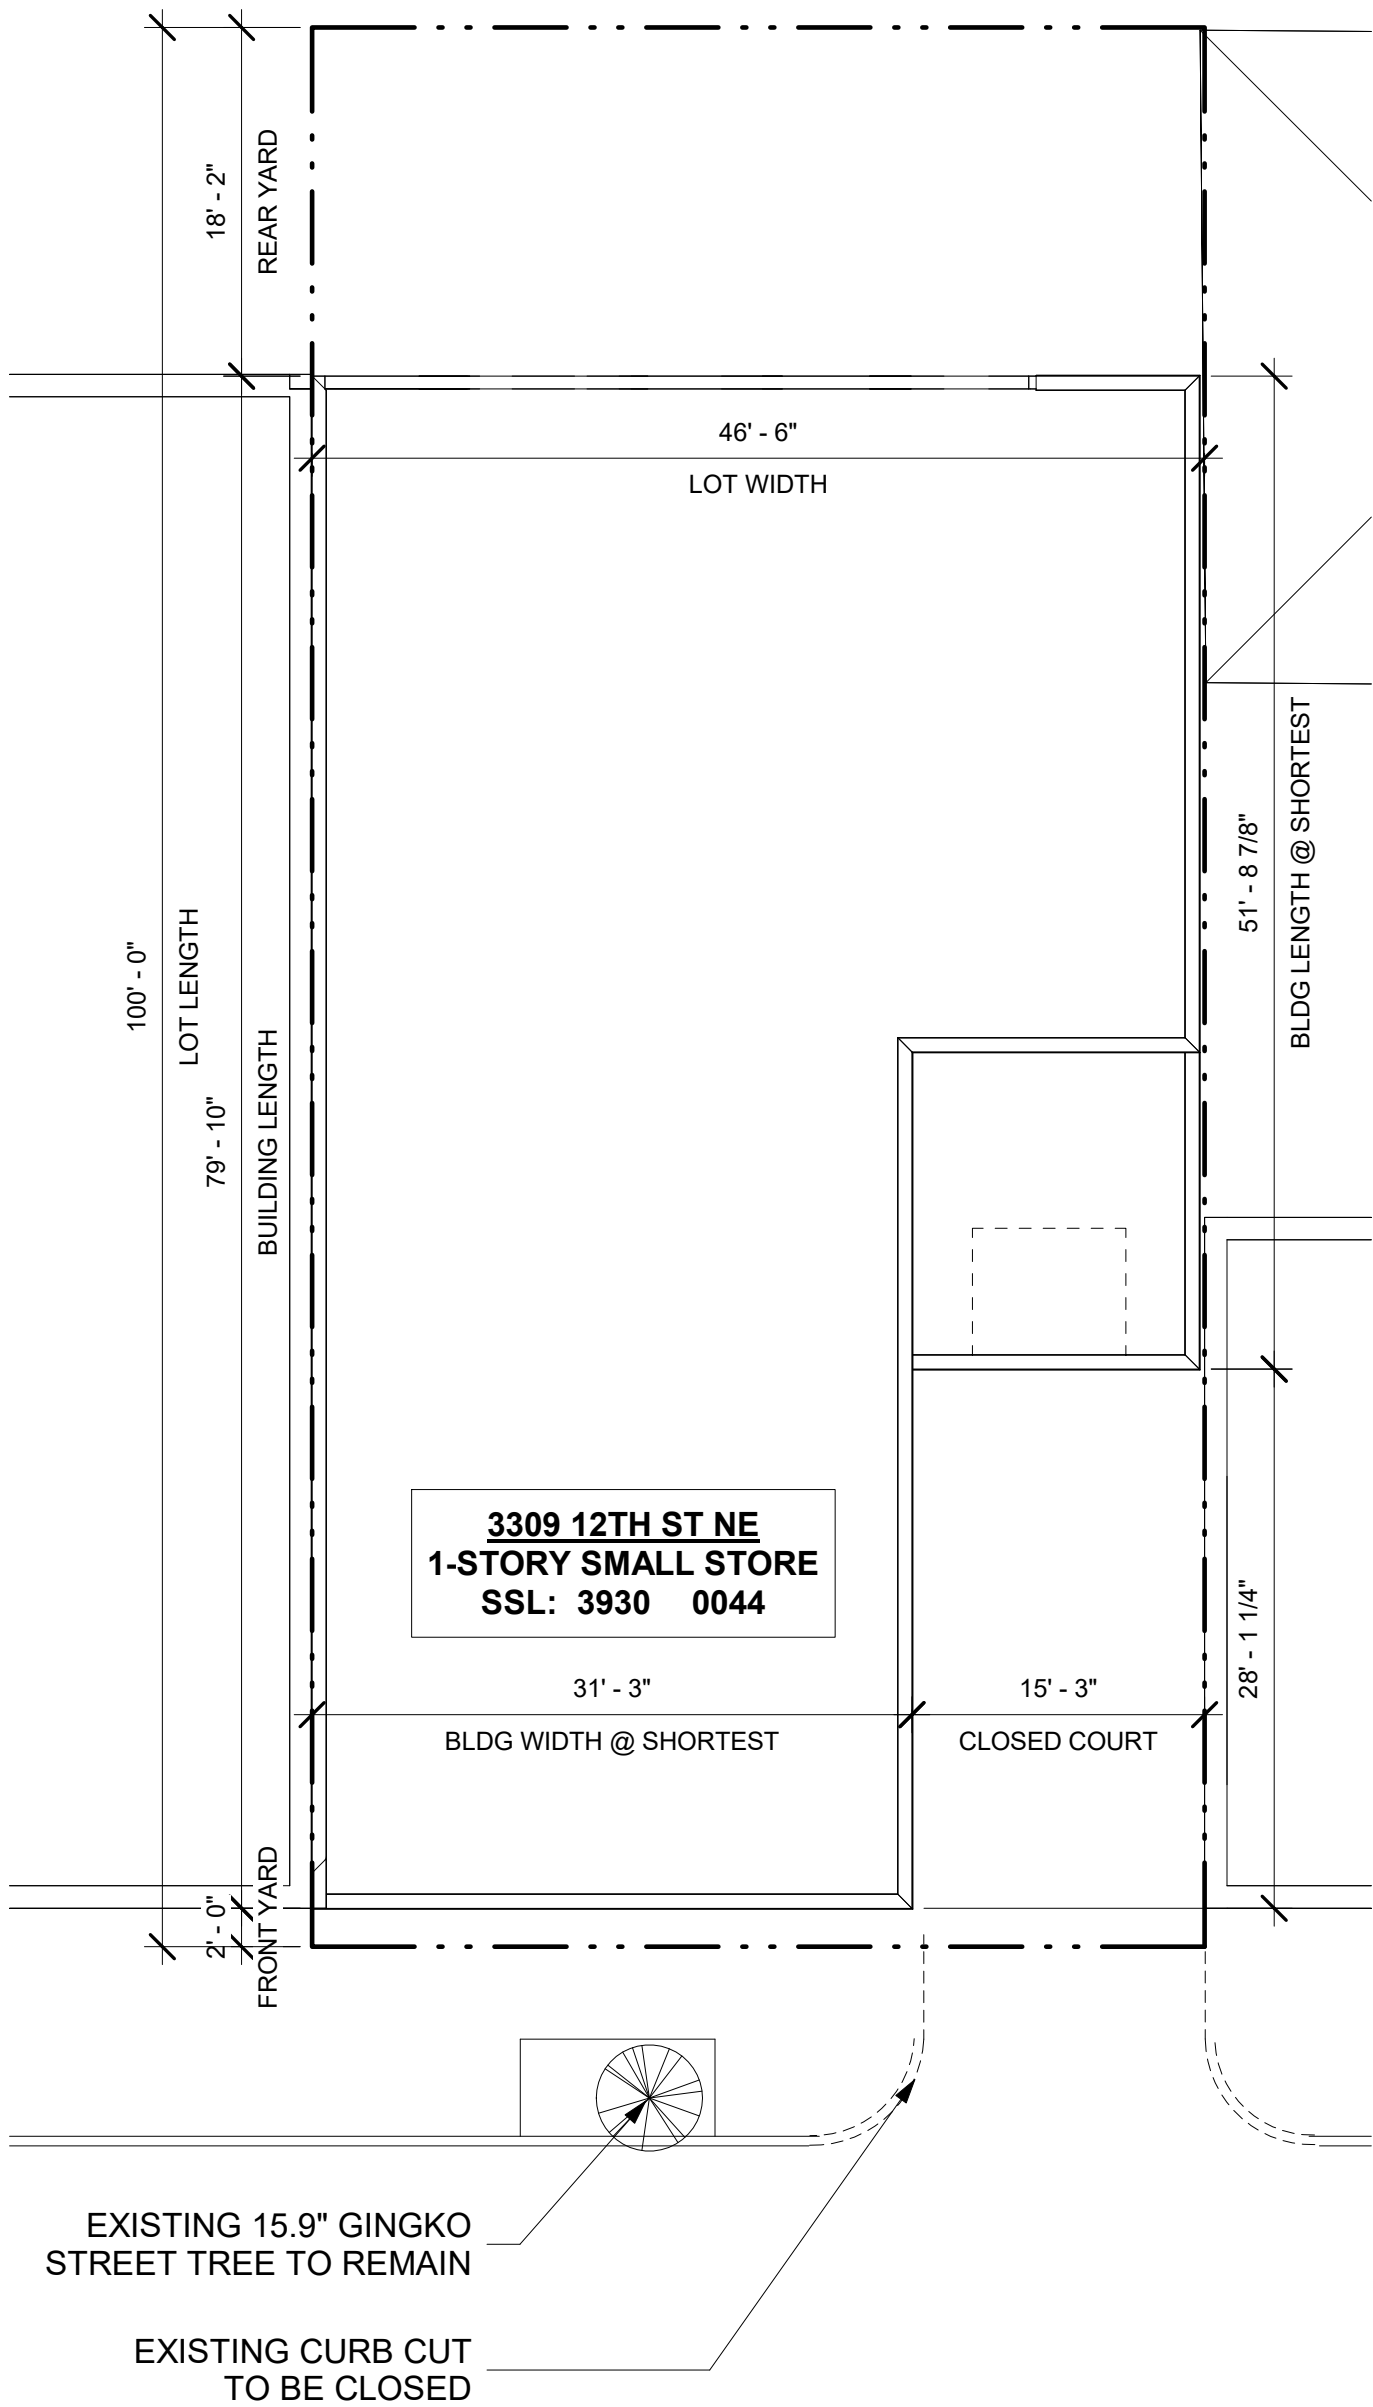 18' - 2"
REAR YARD
46' - 6"
LOT WIDTH
100' - 0"
LOT LENGTH
79' - 10"
BUILDING LENGTH
51' - 8 7/8"
BLDG LENGTH @ SHORTEST
3309 12TH ST NE
1-STORY SMALL STORE
SSL: 3930 0044
28' - 1 1/4"
31' - 3"
BLDG WIDTH @ SHORTEST
15' - 3"
CLOSED COURT
2' - 0"
FRONT YARD
EXISTING 15.9" GINGKO
STREET TREE TO REMAIN
EXISTING CURB CUT
TO BE CLOSED